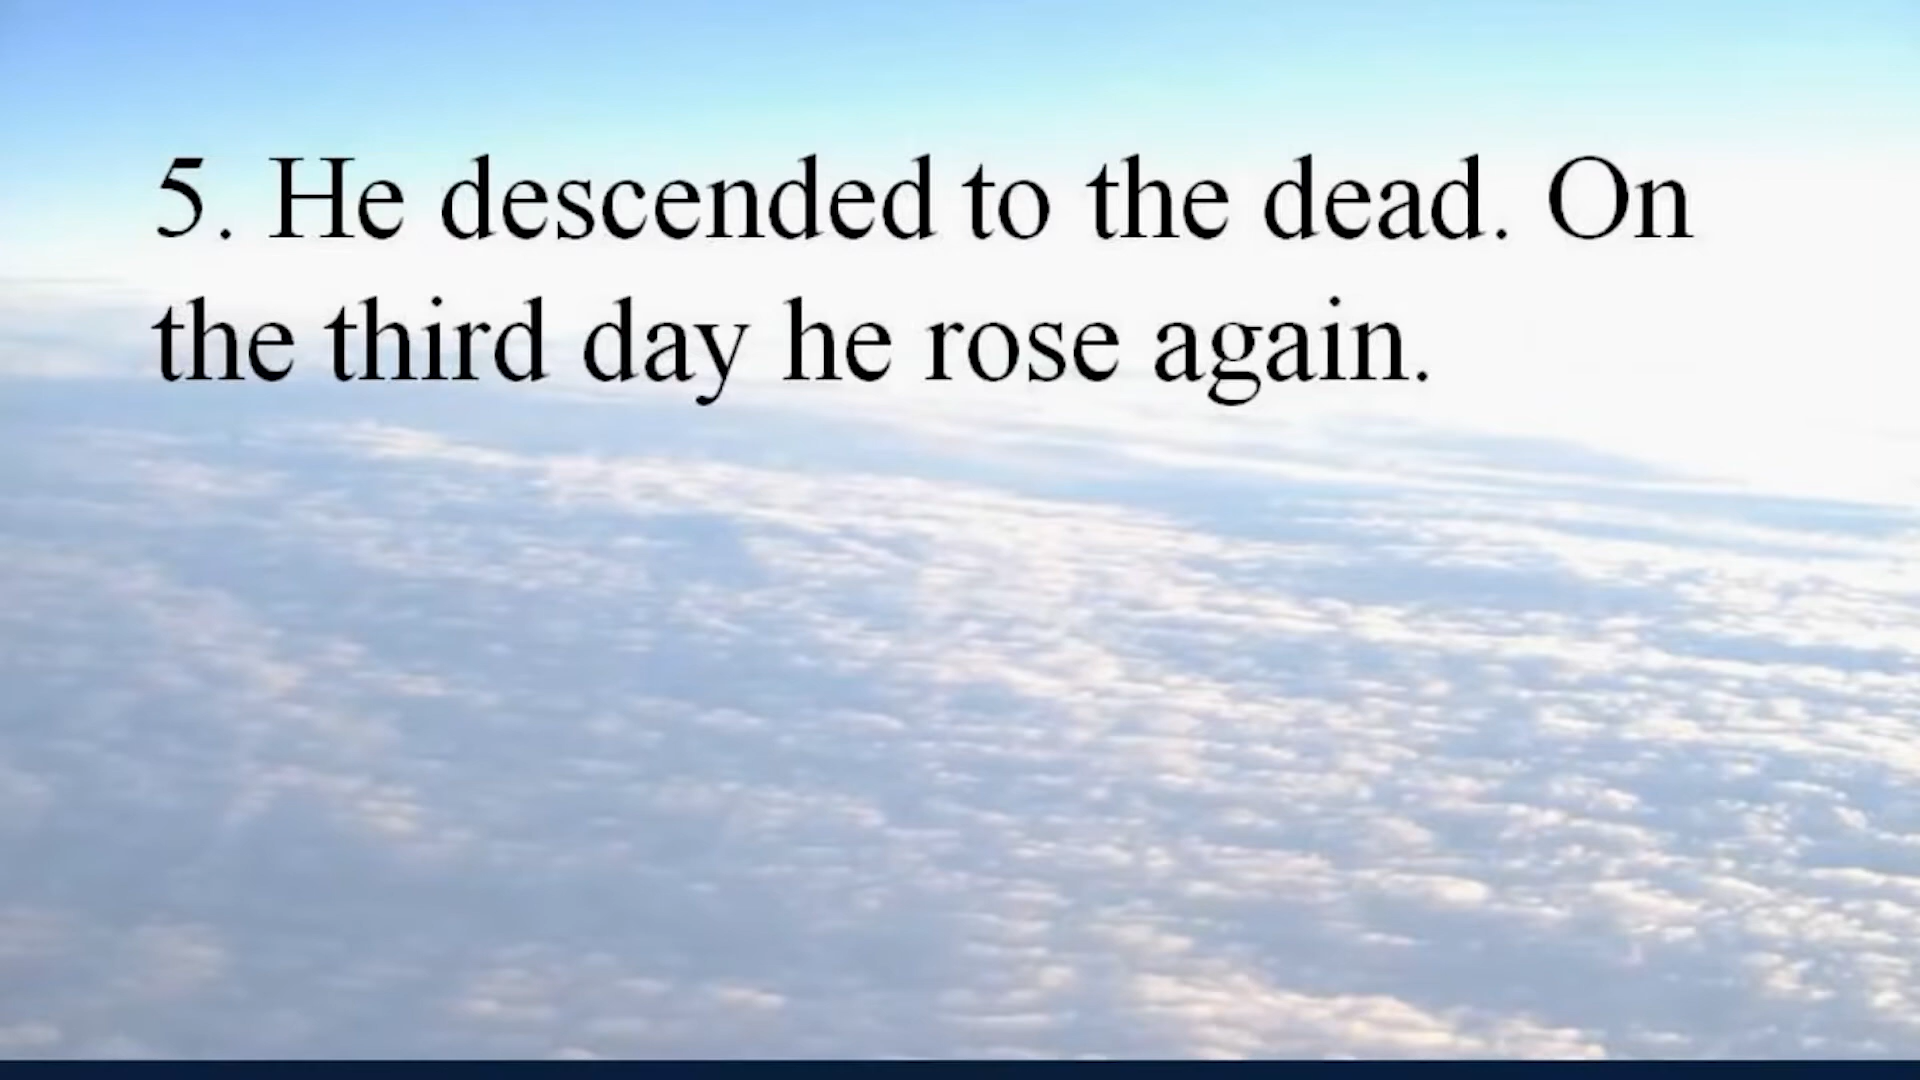 5. He descended to the dead. On
the third day he rose again.